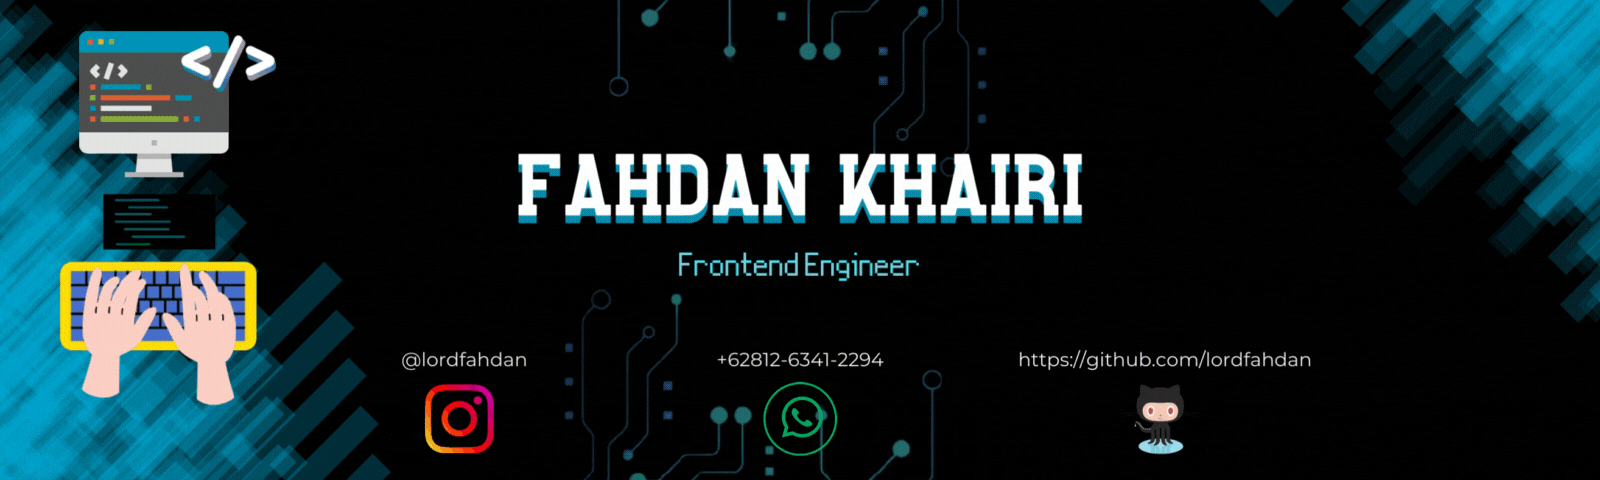 </>
</>
FAHDAN KHAIRI
Frontend Engineer
@lordfahdan
+62812-6341-2294
https://github.com/lordfahdan